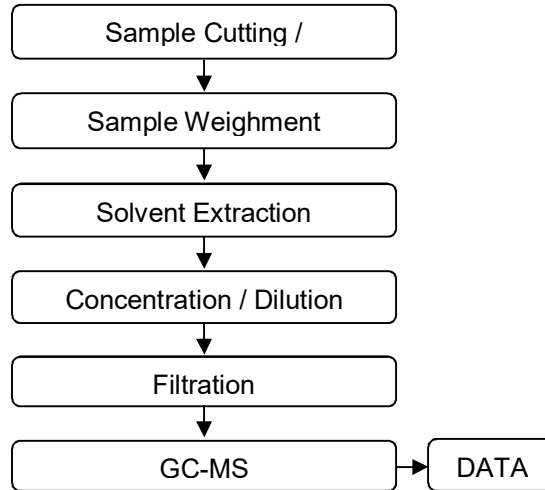 Sample Cutting /
Sample Weighment
Solvent Extraction
Concentration / Dilution
Filtration
GC-MS
DATA